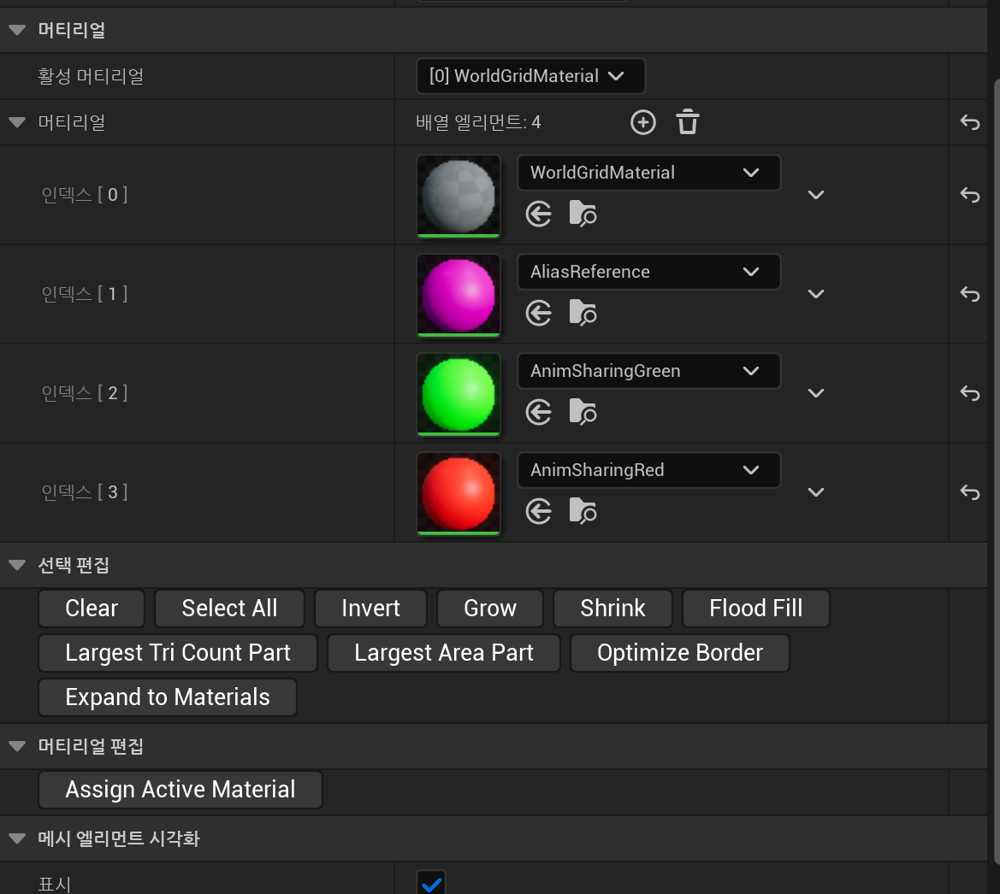 머티리얼
활성 머티리얼
[0] WorldGridMaterial
머티리얼
배열 엘리먼트: 4
인덱스 [ 0 ]
WorldGridMaterial
인덱스 [ 1 ]
AliasReference
인덱스 [ 2 ]
AnimSharingGreen
인덱스 [ 3 ]
AnimSharingRed
선택 편집
Clear Select All Invert Grow Shrink Flood Fill
Largest Tri Count Part Largest Area Part Optimize Border
Expand to Materials
머티리얼 편집
Assign Active Material
메시 엘리먼트 시각화
표시